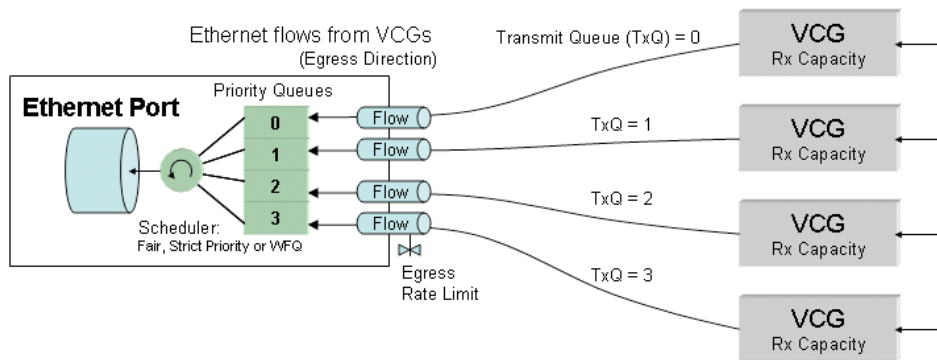 Ethernet flows from VCGs
(Egress Direction)
Transmit Queue (TxQ) = 0
VCG
Rx Capacity
Ethernet Port
Priority Queues
0
Flow
1
Flow
TxQ = 1
VCG
Rx Capacity
2
Flow
TxQ = 2
VCG
Rx Capacity
3
Flow
Scheduler:
Fair, Strict Priority or WFQ
Egress
Rate Limit
TxQ = 3
VCG
Rx Capacity